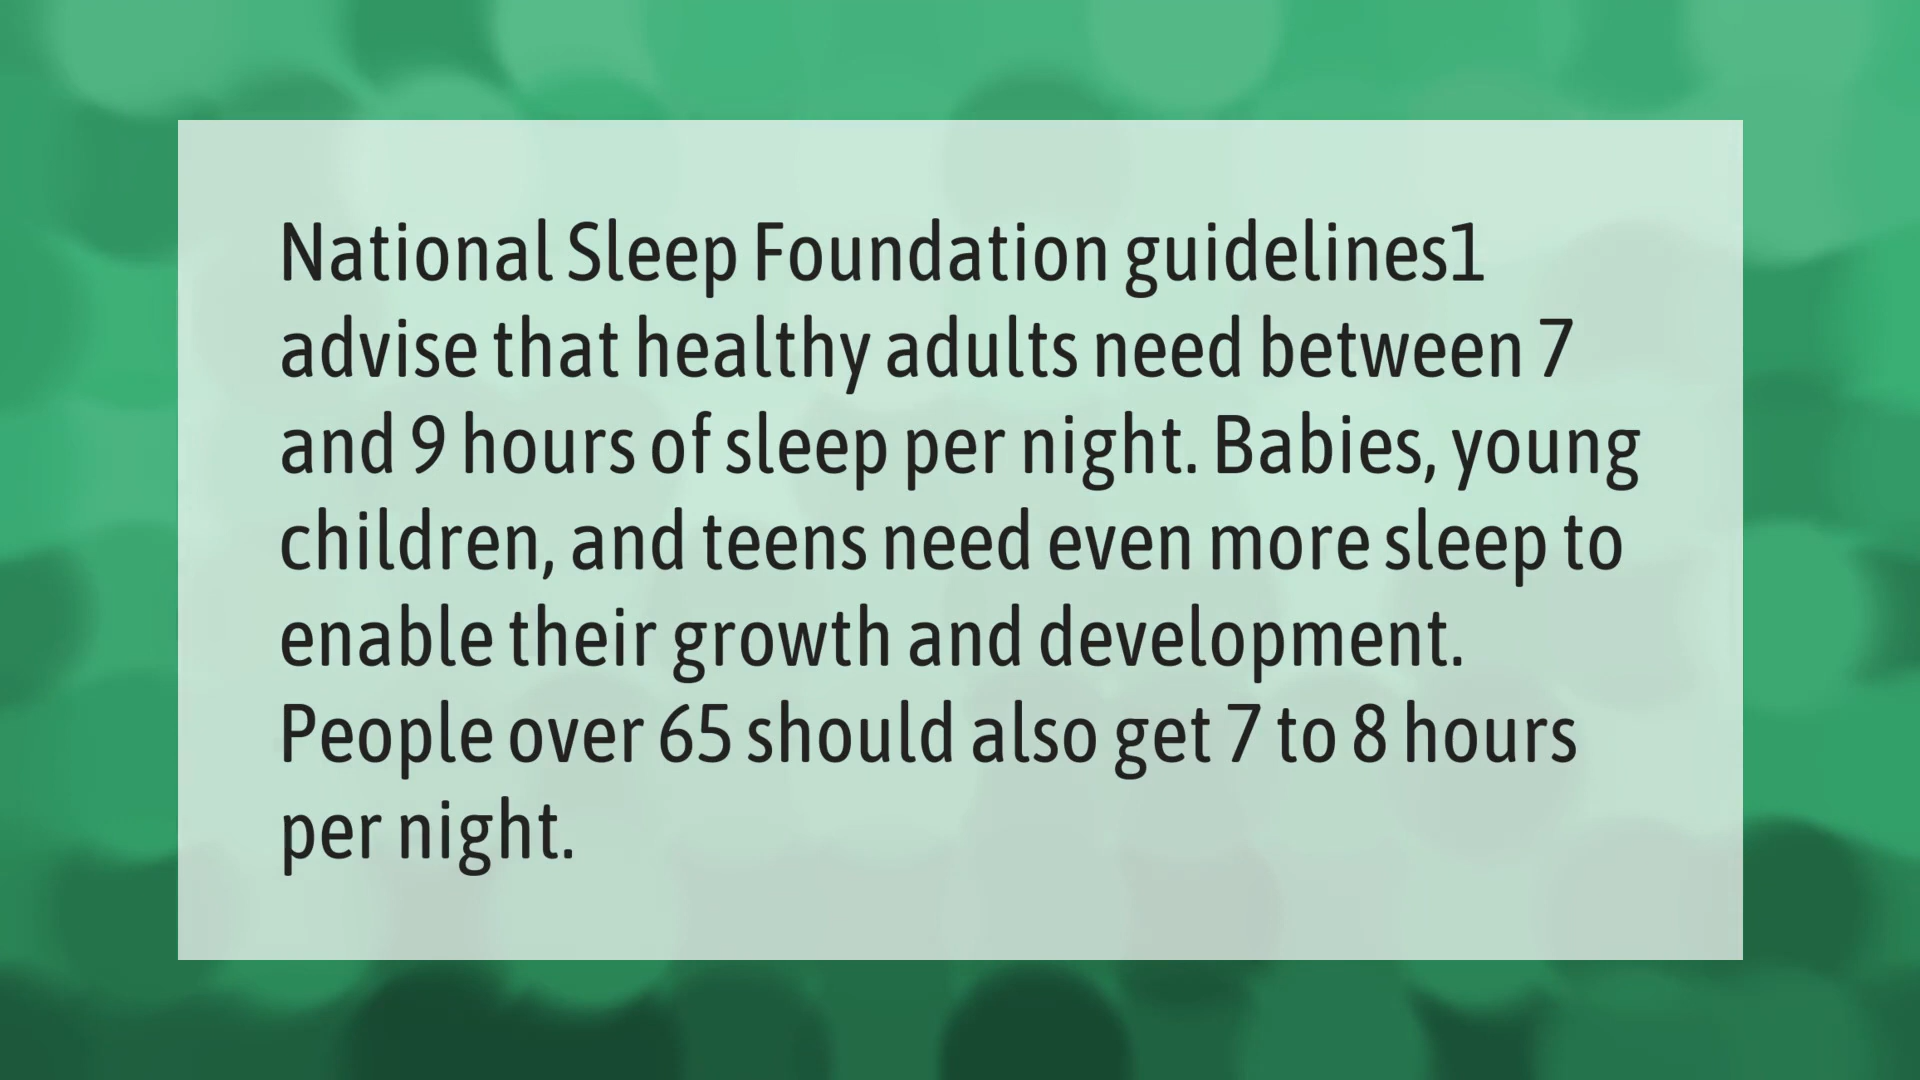 National Sleep Foundation guidelines1
advise that healthy adults need between 7
and 9 hours of sleep per night. Babies, young
children, and teens need even more sleep to
enable their growth and development.
People over 65 should also get 7 to 8 hours
per night.